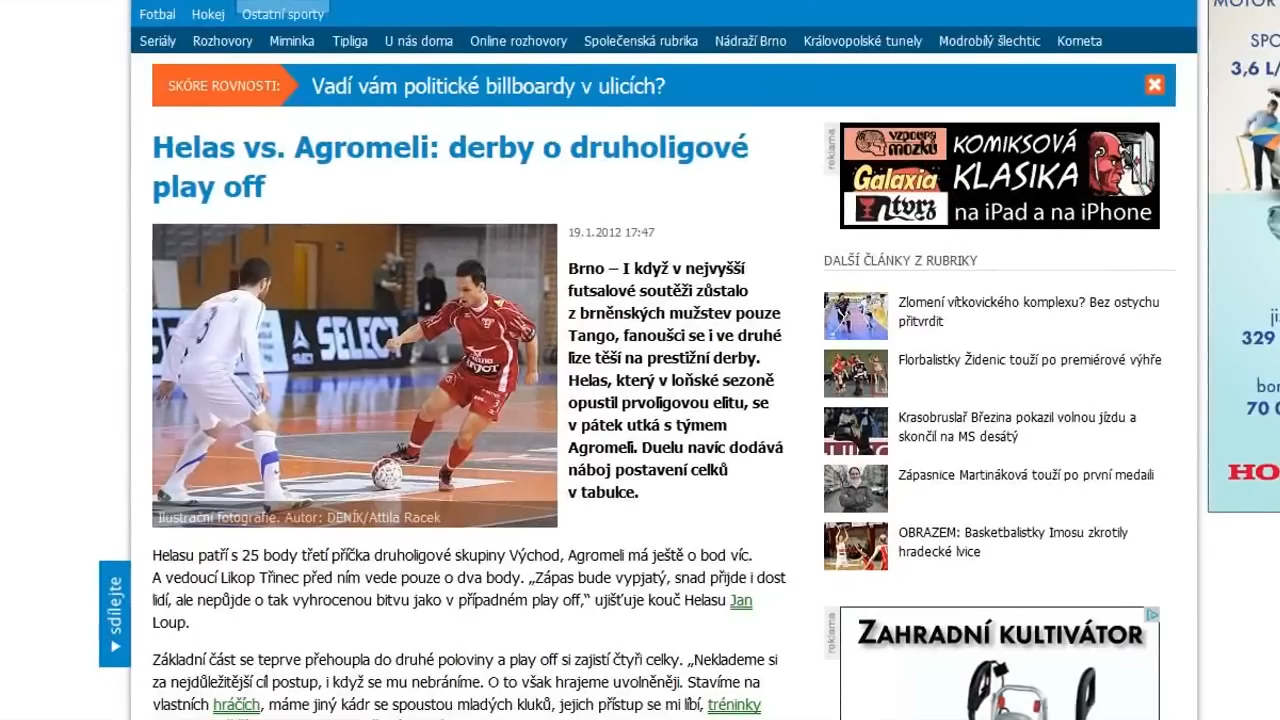 Fotbal Hokej Ostatní sporty
MOTOR
Seriály Rozhovory Miminka Tipliga U nás doma Online rozhovory Společenská rubrika Nádraží Brno Královopolské tunely Modrobílý šlechtic Kometa
SKÓRE ROVNOSTI: Vadí vám politické billboardy v ulicích?
3,6 L/
Helas vs. Agromeli: derby o druholigové
play off
reklama
VZPOURA
MOZKŮ
Galaxia
KOMIKSOVÁ
KLASIKA
na iPad a na iPhone
19.1.2012 17:47
Brno – I když v nejvyšší
futsalové soutěži zůstalo
z brněnských mužstev pouze
Tango, fanoušci se i ve druhé
lize těší na prestižní derby.
Helas, který v loňské sezoně
opustil prvoligovou elitu, se
v pátek utká s týmem
Agromeli. Duelu navíc dodává
náboj postavení celků
v tabulce.
SELECT
Ilustrační fotografie. Autor: DENÍK/Attila Racek
DALŠÍ ČLÁNKY Z RUBRIKY
Zlomení vítkovického komplexu? Bez ostychu
přitvrdit
Florbalistky Židenic touží po premiérové výhře
Krasobruslař Březina pokazil volnou jízdu a
skončil na MS desátý
Zápasnice Martináková touží po první medaili
OBRAZEM: Basketbalistky Imosu zkrotily
hradecké lvice
329
70 0
HO
Helasu patří s 25 body třetí příčka druholigové skupiny Východ, Agromeli má ještě o bod víc.
A vedoucí Likop Třinec před ním vede pouze o dva body. „Zápas bude vypjatý, snad přijde i dost
lidí, ale nepůjde o tak vyhrocenou bitvu jako v případném play off,“ ujišťuje kouč Helasu Jan
Loup.
sdílejte
Základní část se teprve přehoupla do druhé poloviny a play off si zajistí čtyři celky. „Neklademe si
za nejdůležitější cíl postup, i když se mu nebráníme. O to však hrajeme uvolněněji. Stavíme na
vlastních hráčích, máme jiný kádr se spoustou mladých kluků, jejich přístup se mi líbí, tréninky
reklama
ZAHRADNÍ KULTIVÁTOR